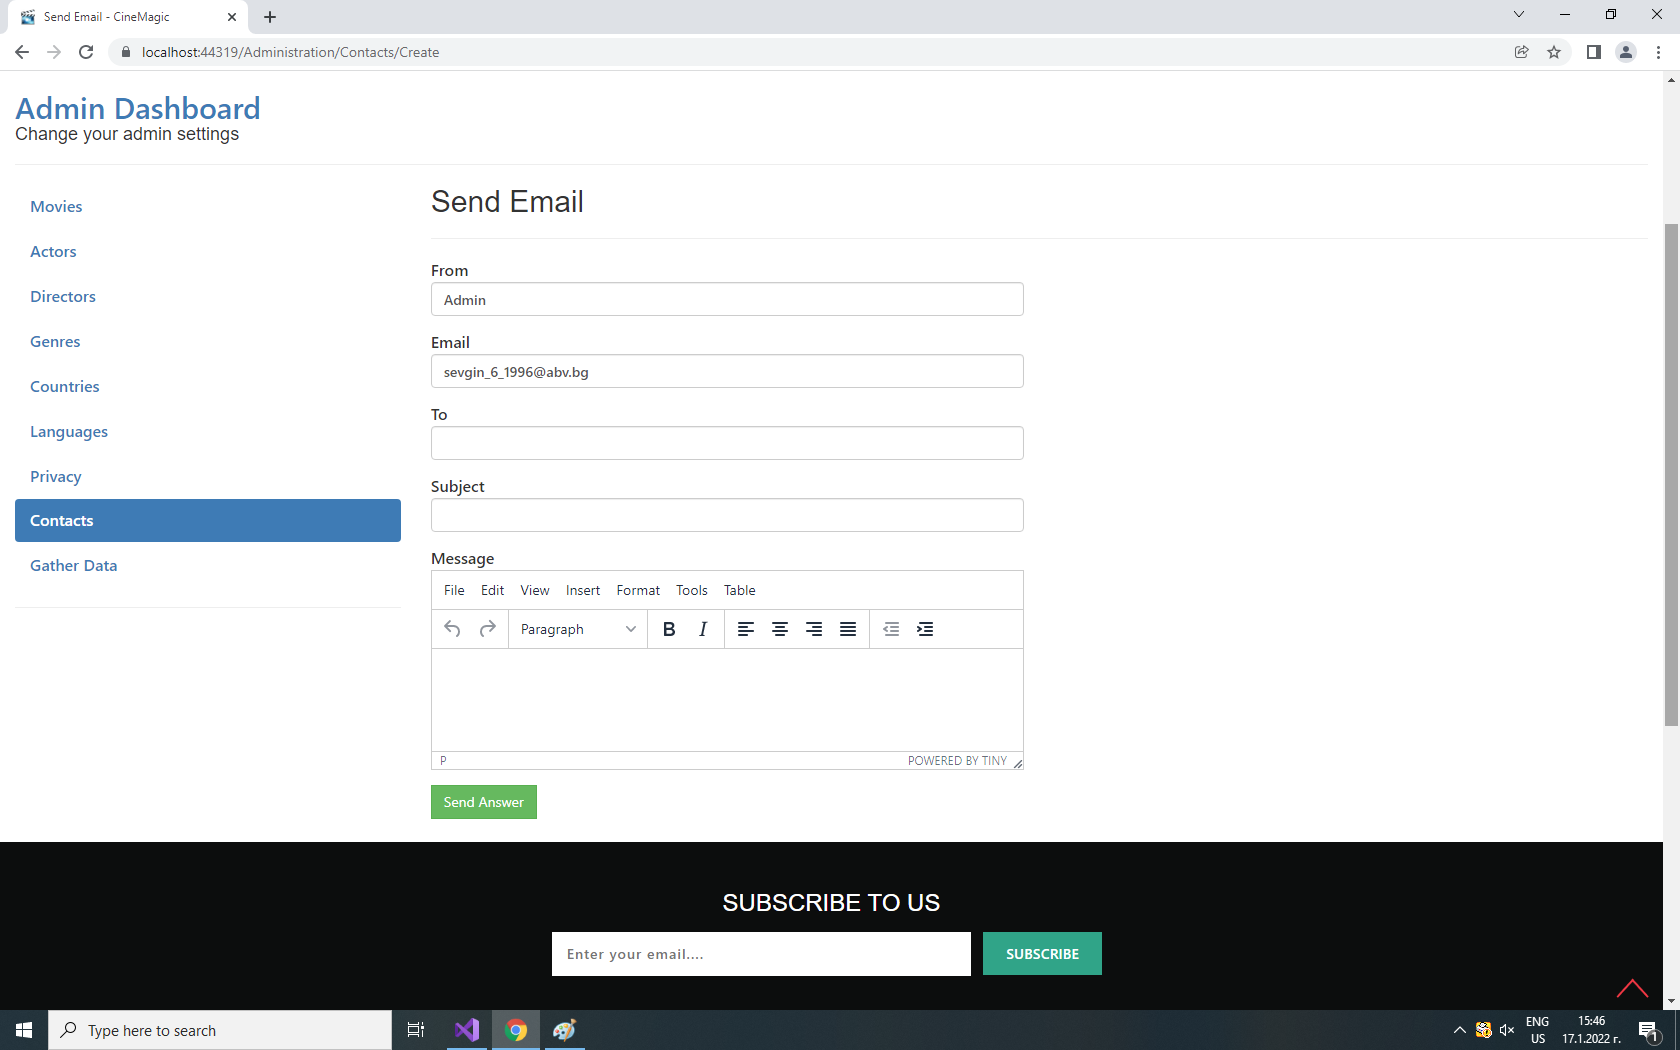 Send Email - CineMagic
localhost:44319/Administration/Contacts/Create
Admin Dashboard
Change your admin settings
Movies
Actors
Directors
Genres
Countries
Languages
Privacy
Contacts
Gather Data
Send Email
From
Admin
Email
sevgin_6_1996@abv.bg
To
Subject
Message
File Edit View Insert Format Tools Table
Paragraph B I
P POWERED BY TINY
Send Answer
SUBSCRIBE TO US
Enter your email.... SUBSCRIBE
Type here to search
ENG
US
15:46
17.1.2022 г.
1